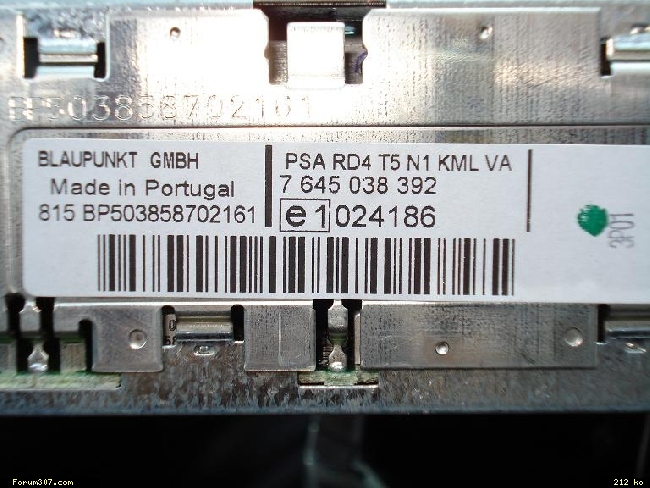 BP503858702161
BLAUPUNKT GMBH
Made in Portugal
815 BP503858702161
PSA RD4 T5 N1 KML VA
7 645 038 392
e1 024186
3P01
Forum307.com
212 ko